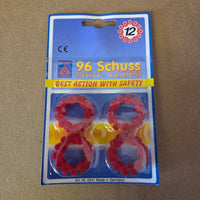 12
CE
96 Schuss
BEST ACTION WITH SAFETY
Made in Germany